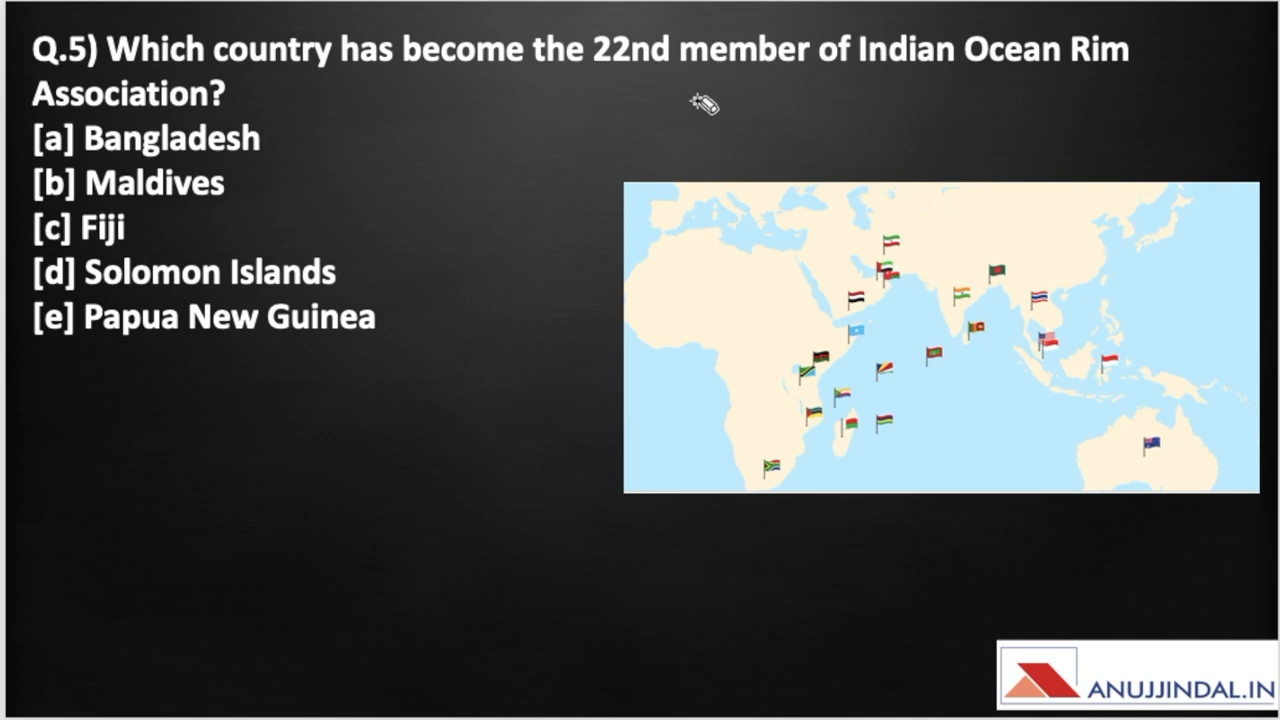 Q.5) Which country has become the 22nd member of Indian Ocean Rim
Association?
[a] Bangladesh
[b] Maldives
[c] Fiji
[d] Solomon Islands
[e] Papua New Guinea
ANUJJINDAL.IN